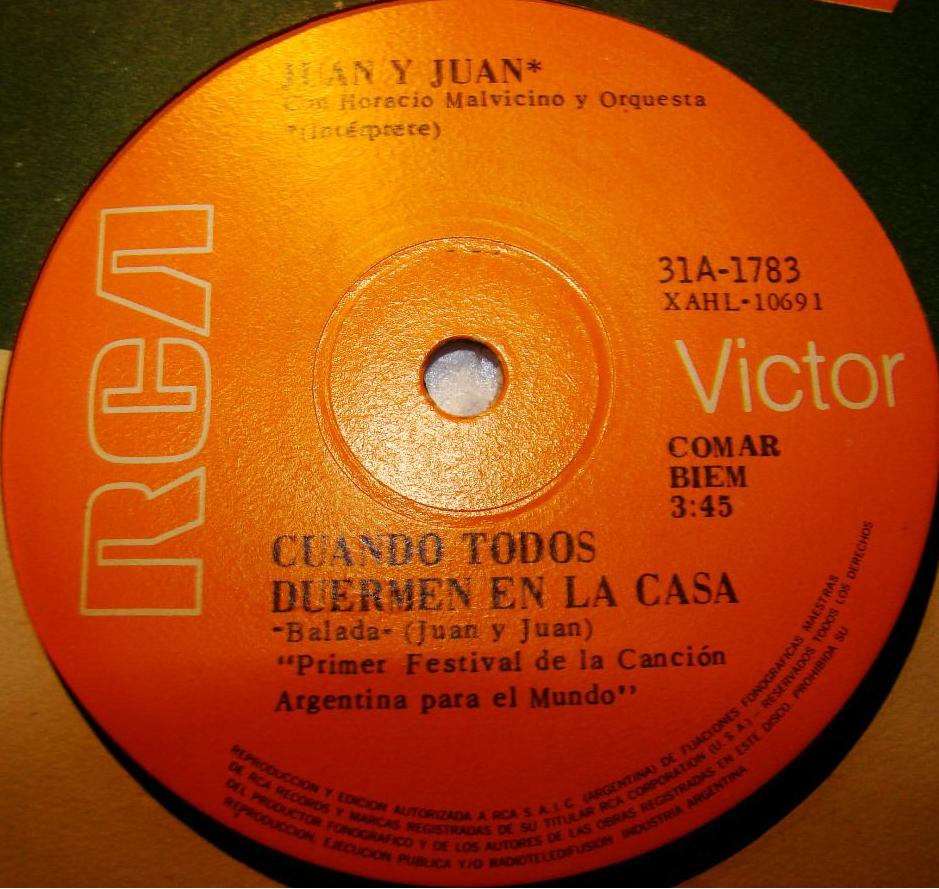 JUAN Y JUAN*
Con Horacio Malvicino y Orquesta
*(Intérprete)
RCA
31A-1783
XAHL-10691
Victor
COMAR
BIEM
3:45
CUANDO TODOS
DUERMEN EN LA CASA
-Balada- (Juan y Juan)
“Primer Festival de la Canción
Argentina para el Mundo”
REPRODUCCION Y EDICION AUTORIZADA A RCA S.A.I.C. (ARGENTINA) DE FIJACIONES FONOGRAFICAS MAESTRAS
DE RCA RECORDS Y MARCAS REGISTRADAS DE SU TITULAR RCA CORPORATION (U.S.A.) - RESERVADOS TODOS LOS DERECHOS
DEL PRODUCTOR FONOGRAFICO Y DE LOS AUTORES DE LAS OBRAS REGISTRADAS EN ESTE DISCO PROHIBIDA SU
REPRODUCCION, EJECUCION PUBLICA Y/O RADIOTELEDIFUSION INDUSTRIA ARGENTINA